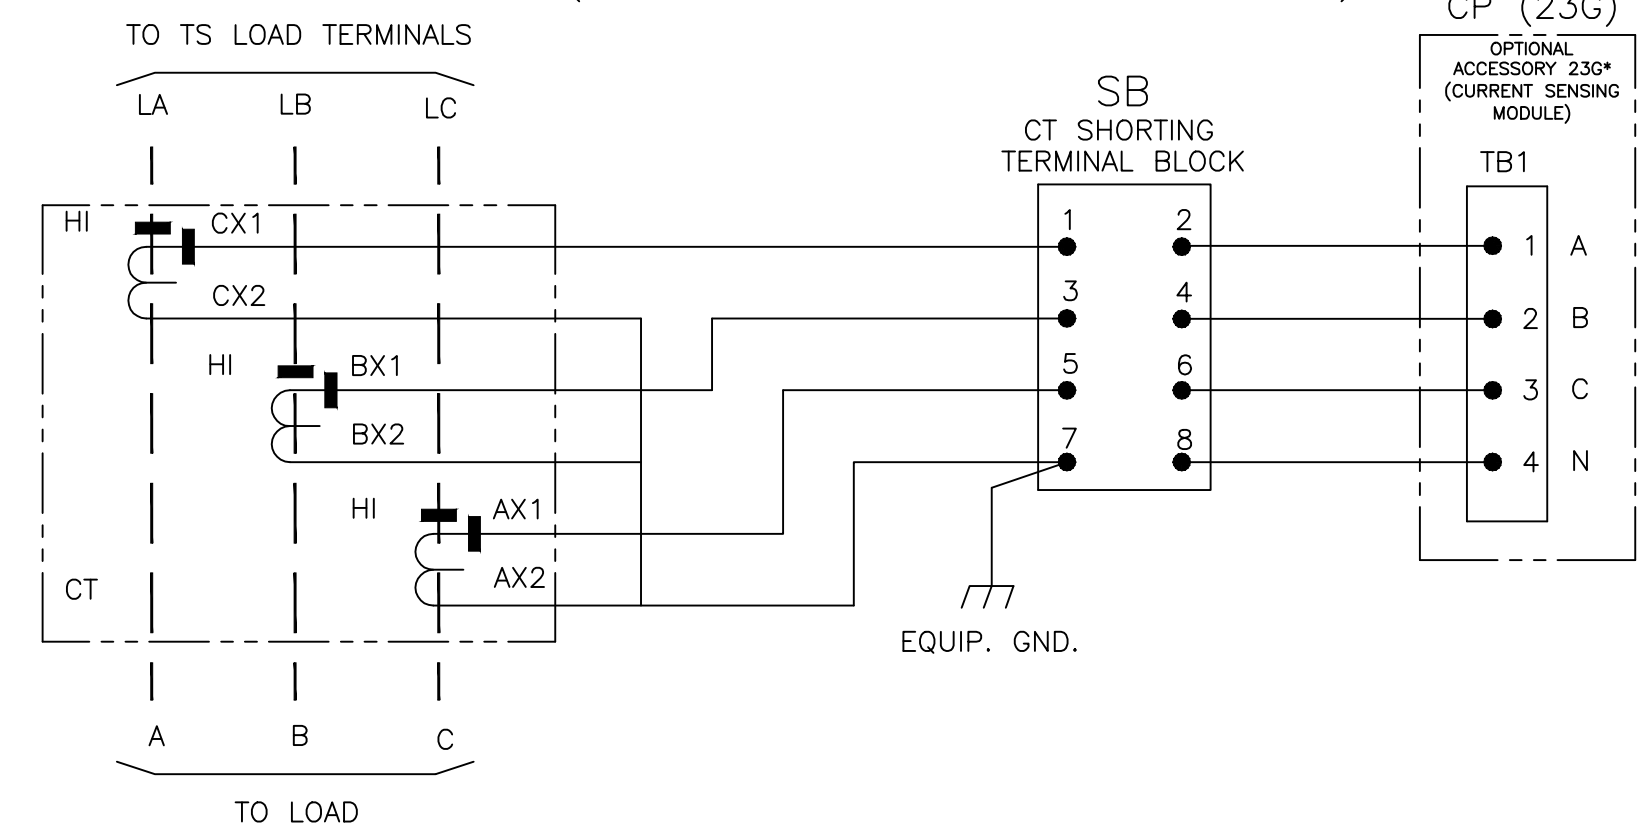 TO TS LOAD TERMINALS
LA LB LC
HI CX1
CX2
HI BX1
BX2
HI AX1
AX2
CT
A B C
TO LOAD
SB
CT SHORTING
TERMINAL BLOCK
1 2
3 4
5 6
7 8
EQUIP. GND.
CP (23G)
OPTIONAL
ACCESSORY 23G*
(CURRENT SENSING
MODULE)
TB1
1 A
2 B
3 C
4 N